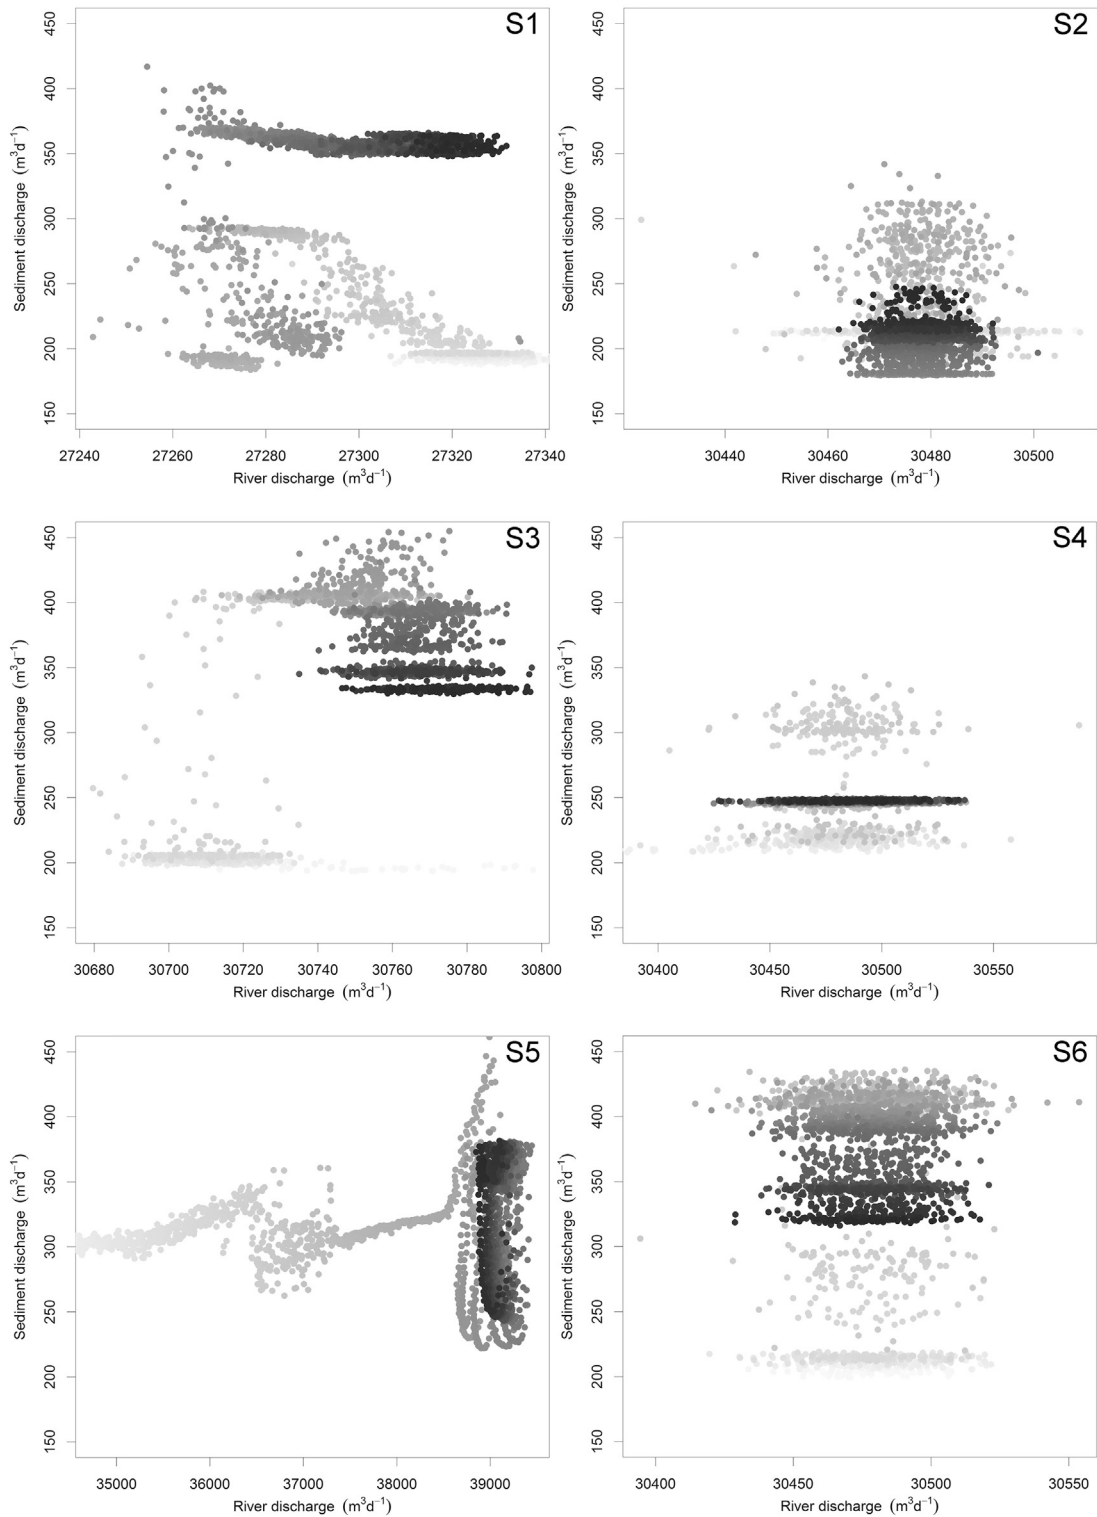 S1
450
400
350
300
250
200
150
Sediment discharge (m³d⁻¹)
27240 27260 27280 27300 27320 27340
River discharge (m³d⁻¹)
S2
450
400
350
300
250
200
150
Sediment discharge (m³d⁻¹)
30440 30460 30480 30500
River discharge (m³d⁻¹)
S3
450
400
350
300
250
200
150
Sediment discharge (m³d⁻¹)
30680 30700 30720 30740 30760 30780 30800
River discharge (m³d⁻¹)
S4
450
400
350
300
250
200
150
Sediment discharge (m³d⁻¹)
30400 30450 30500 30550
River discharge (m³d⁻¹)
S5
450
400
350
300
250
200
150
Sediment discharge (m³d⁻¹)
35000 36000 37000 38000 39000
River discharge (m³d⁻¹)
S6
450
400
350
300
250
200
150
Sediment discharge (m³d⁻¹)
30400 30450 30500 30550
River discharge (m³d⁻¹)